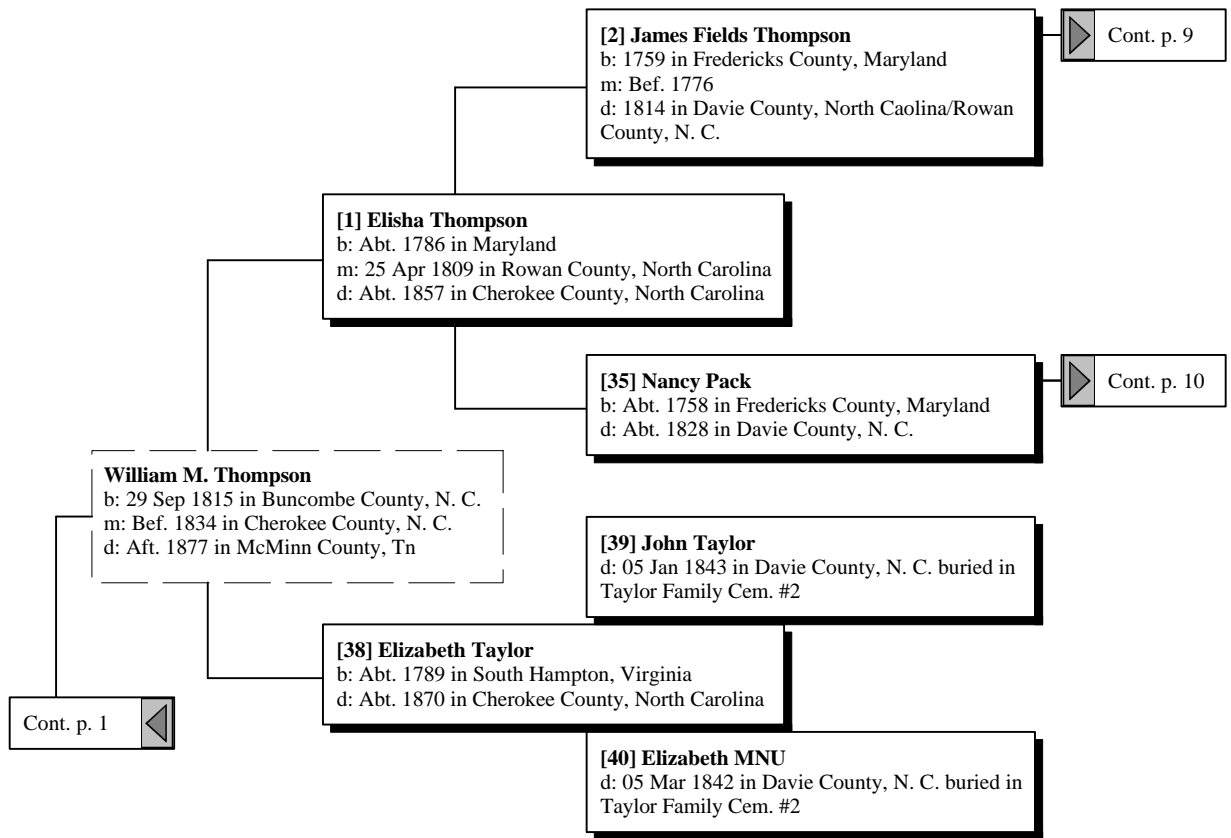 [2] James Fields Thompson
b: 1759 in Fredericks County, Maryland
m: Bef. 1776
d: 1814 in Davie County, North Caolina/Rowan
County, N. C.
Cont. p. 9
[1] Elisha Thompson
b: Abt. 1786 in Maryland
m: 25 Apr 1809 in Rowan County, North Carolina
d: Abt. 1857 in Cherokee County, North Carolina
[35] Nancy Pack
b: Abt. 1758 in Fredericks County, Maryland
d: Abt. 1828 in Davie County, N. C.
Cont. p. 10
William M. Thompson
b: 29 Sep 1815 in Buncombe County, N. C.
m: Bef. 1834 in Cherokee County, N. C.
d: Aft. 1877 in McMinn County, Tn
[39] John Taylor
d: 05 Jan 1843 in Davie County, N. C. buried in
Taylor Family Cem. #2
[38] Elizabeth Taylor
b: Abt. 1789 in South Hampton, Virginia
d: Abt. 1870 in Cherokee County, North Carolina
Cont. p. 1
[40] Elizabeth MNU
d: 05 Mar 1842 in Davie County, N. C. buried in
Taylor Family Cem. #2